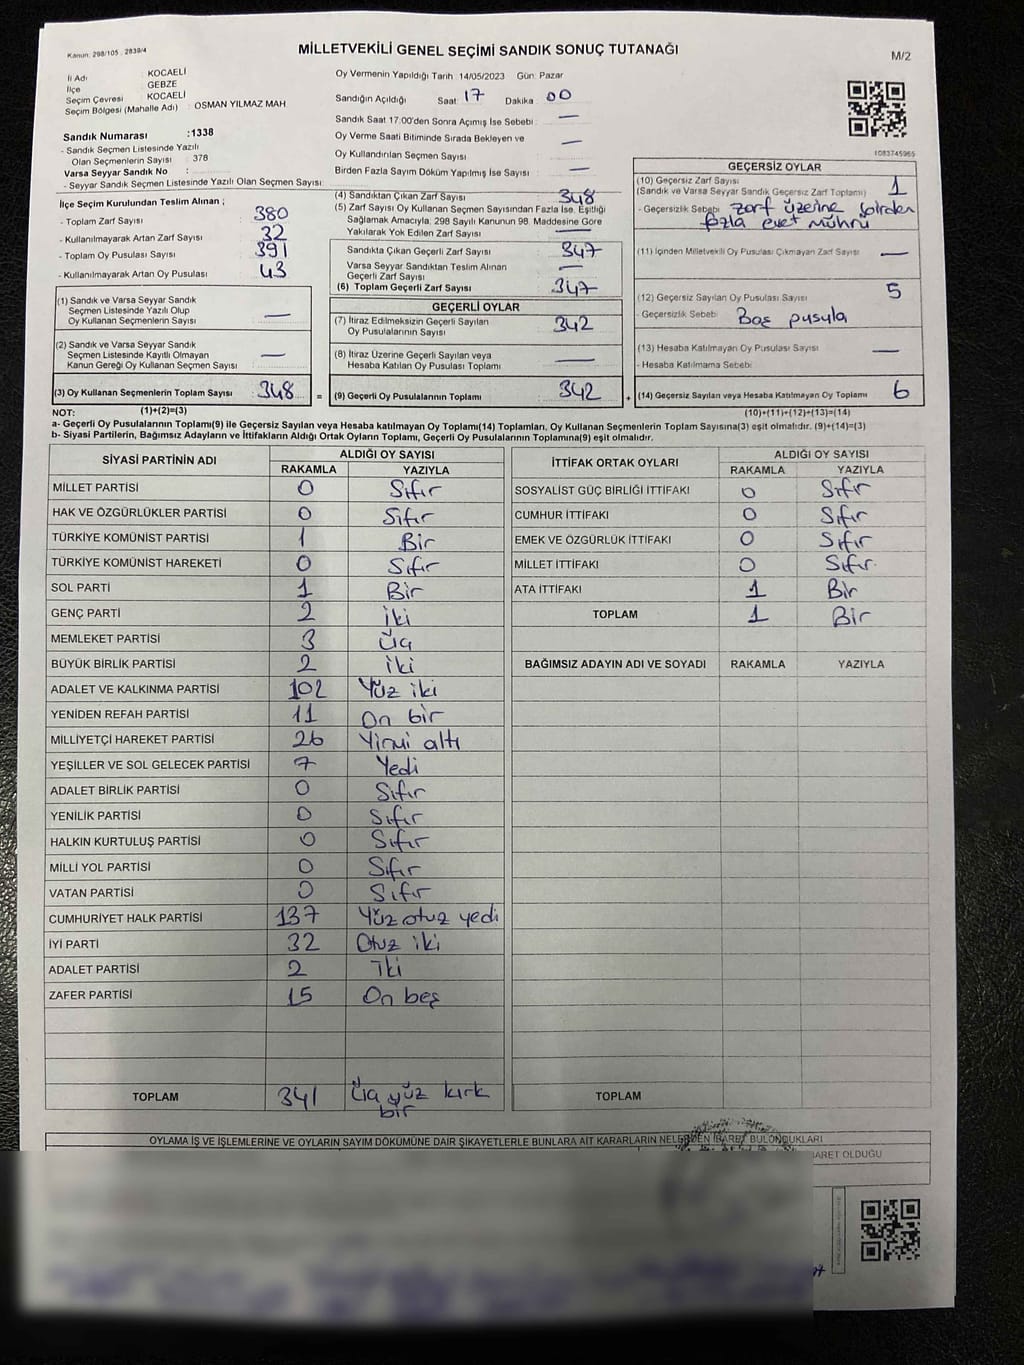 Kanun: 298/105 . 2839/4
MİLLETVEKİLİ GENEL SEÇİMİ SANDIK SONUÇ TUTANAĞI
M/2
İl Adı : KOCAELİ
İlçe : GEBZE
Seçim Çevresi : KOCAELİ
Seçim Bölgesi (Mahalle Adı) : OSMAN YILMAZ MAH
Sandık Numarası :1338
- Sandık Seçmen Listesinde Yazılı
Olan Seçmenlerin Sayısı : 378
Varsa Seyyar Sandık No :
- Seyyar Sandık Seçmen Listesinde Yazılı Olan Seçmen Sayısı :
İlçe Seçim Kurulundan Teslim Alınan ;
- Toplam Zarf Sayısı : 380
- Kullanılmayarak Artan Zarf Sayısı : 32
- Toplam Oy Pusulası Sayısı : 391
- Kullanılmayarak Artan Oy Pusulası : 43
(1) Sandık ve Varsa Seyyar Sandık
Seçmen Listesinde Yazılı Olup
Oy Kullanan Seçmenlerin Sayısı : —
(2) Sandık ve Varsa Seyyar Sandık
Seçmen Listesinde Kayıtlı Olmayan
Kanun Gereği Oy Kullanan Seçmen Sayısı : —
(3) Oy Kullanan Seçmenlerin Toplam Sayısı : 348 =
Oy Vermenin Yapıldığı Tarih : 14/05/2023 Gün: Pazar
Sandığın Açıldığı Saat : 17 Dakika : 00
Sandık Saat 17.00'den Sonra Açımış İse Sebebi : —
Oy Verme Saati Bitiminde Sırada Bekleyen ve
Oy Kullandırılan Seçmen Sayısı : —
Birden Fazla Sayım Döküm Yapılmış İse Sayısı : —
(4) Sandıktan Çıkan Zarf Sayısı : 348
(5) Zarf Sayısı Oy Kullanan Seçmen Sayısından Fazla İse, Eşitliği
Sağlamak Amacıyla, 298 Sayılı Kanunun 98. Maddesine Göre
Yakılarak Yok Edilen Zarf Sayısı : —
Sandıkta Çıkan Geçerli Zarf Sayısı : 347
Varsa Seyyar Sandıktan Teslim Alınan
Geçerli Zarf Sayısı : —
(6) Toplam Geçerli Zarf Sayısı : 347
GEÇERLİ OYLAR
(7) İtiraz Edilmeksizin Geçerli Sayılan
Oy Pusulalarının Sayısı : 342
(8) İtiraz Üzerine Geçerli Sayılan veya
Hesaba Katılan Oy Pusulası Toplamı : —
(9) Geçerli Oy Pusulalarının Toplamı : 342 +
1083745965
GEÇERSİZ OYLAR
(10) Geçersiz Zarf Sayısı
(Sandık ve Varsa Seyyar Sandık Geçersiz Zarf Toplamı) : 1
- Geçersizlik Sebebi : zarf üzerine birden
fazla evet mührü
(11) İçinden Milletvekili Oy Pusulası Çıkmayan Zarf Sayısı : —
(12) Geçersiz Sayılan Oy Pusulası Sayısı : 5
- Geçersizlik Sebebi : Boş pusula
(13) Hesaba Katılmayan Oy Pusulası Sayısı : —
- Hesaba Katılmama Sebebi :
(14) Geçersiz Sayılan veya Hesaba Katılmayan Oy Toplamı : 6
NOT: (1)+(2)=(3) (10)+(11)+(12)+(13)=(14)
a- Geçerli Oy Pusulalarının Toplamı(9) ile Geçersiz Sayılan veya Hesaba katılmayan Oy Toplamı(14) Toplamları, Oy Kullanan Seçmenlerin Toplam Sayısına(3) eşit olmalıdır. (9)+(14)=(3)
b- Siyasi Partilerin, Bağımsız Adayların ve İttifakların Aldığı Ortak Oyların Toplamı, Geçerli Oy Pusulalarının Toplamına(9) eşit olmalıdır.
SİYASİ PARTİNİN ADI ALDIĞI OY SAYISI
RAKAMLA YAZIYLA
MİLLET PARTİSİ 0 Sıfır
HAK VE ÖZGÜRLÜKLER PARTİSİ 0 Sıfır
TÜRKİYE KOMÜNİST PARTİSİ 1 Bir
TÜRKİYE KOMÜNİST HAREKETİ 0 Sıfır
SOL PARTİ 1 Bir
GENÇ PARTİ 2 iki
MEMLEKET PARTİSİ 3 Üç
BÜYÜK BİRLİK PARTİSİ 2 iki
ADALET VE KALKINMA PARTİSİ 102 Yüz iki
YENİDEN REFAH PARTİSİ 11 On bir
MİLLİYETÇİ HAREKET PARTİSİ 26 Yirmi altı
YEŞİLLER VE SOL GELECEK PARTİSİ 7 Yedi
ADALET BİRLİK PARTİSİ 0 Sıfır
YENİLİK PARTİSİ 0 Sıfır
HALKIN KURTULUŞ PARTİSİ 0 Sıfır
MİLLİ YOL PARTİSİ 0 Sıfır
VATAN PARTİSİ 0 Sıfır
CUMHURİYET HALK PARTİSİ 137 Yüz otuz yedi
İYİ PARTİ 32 Otuz iki
ADALET PARTİSİ 2 İki
ZAFER PARTİSİ 15 On beş
TOPLAM 341 Üç yüz kırk
bir
İTTİFAK ORTAK OYLARI ALDIĞI OY SAYISI
RAKAMLA YAZIYLA
SOSYALİST GÜÇ BİRLİĞİ İTTİFAKI 0 Sıfır
CUMHUR İTTİFAKI 0 Sıfır
EMEK VE ÖZGÜRLÜK İTTİFAKI 0 Sıfır
MİLLET İTTİFAKI 0 Sıfır
ATA İTTİFAKI 1 Bir
TOPLAM 1 Bir
BAĞIMSIZ ADAYIN ADI VE SOYADI RAKAMLA YAZIYLA
TOPLAM
OYLAMA İŞ VE İŞLEMLERİNE VE OYLARIN SAYIM DÖKÜMÜNE DAİR ŞİKAYETLERLE BUNLARA AİT KARARLARIN NELERDEN İBARET BULUNDUKLARI
BARET OLDUĞU